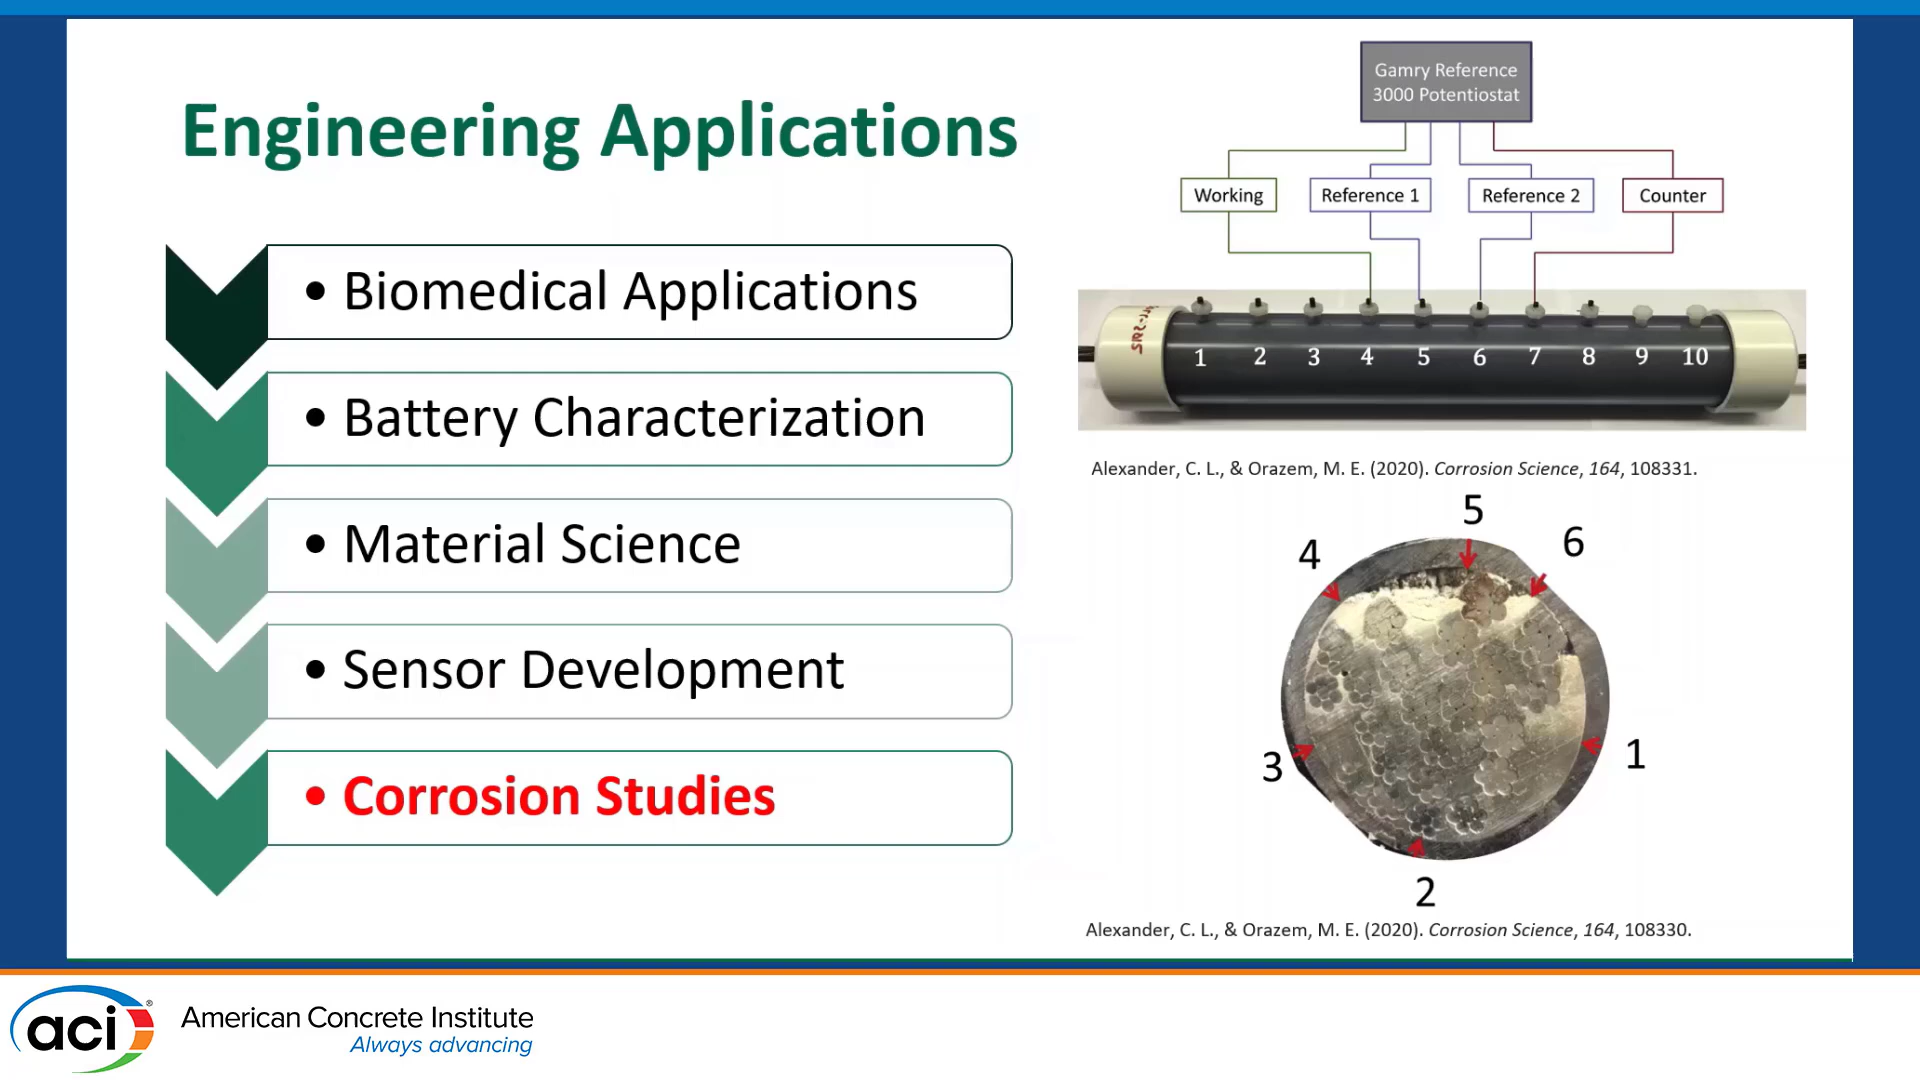 Engineering Applications
• Biomedical Applications
• Battery Characterization
• Material Science
• Sensor Development
• Corrosion Studies
Gamry Reference
3000 Potentiostat
Working
Reference 1
Reference 2
Counter
1 2 3 4 5 6 7 8 9 10
Alexander, C. L., & Orazem, M. E. (2020). Corrosion Science, 164, 108331.
5
4
6
3
1
2
Alexander, C. L., & Orazem, M. E. (2020). Corrosion Science, 164, 108330.
aci®
American Concrete Institute
Always advancing